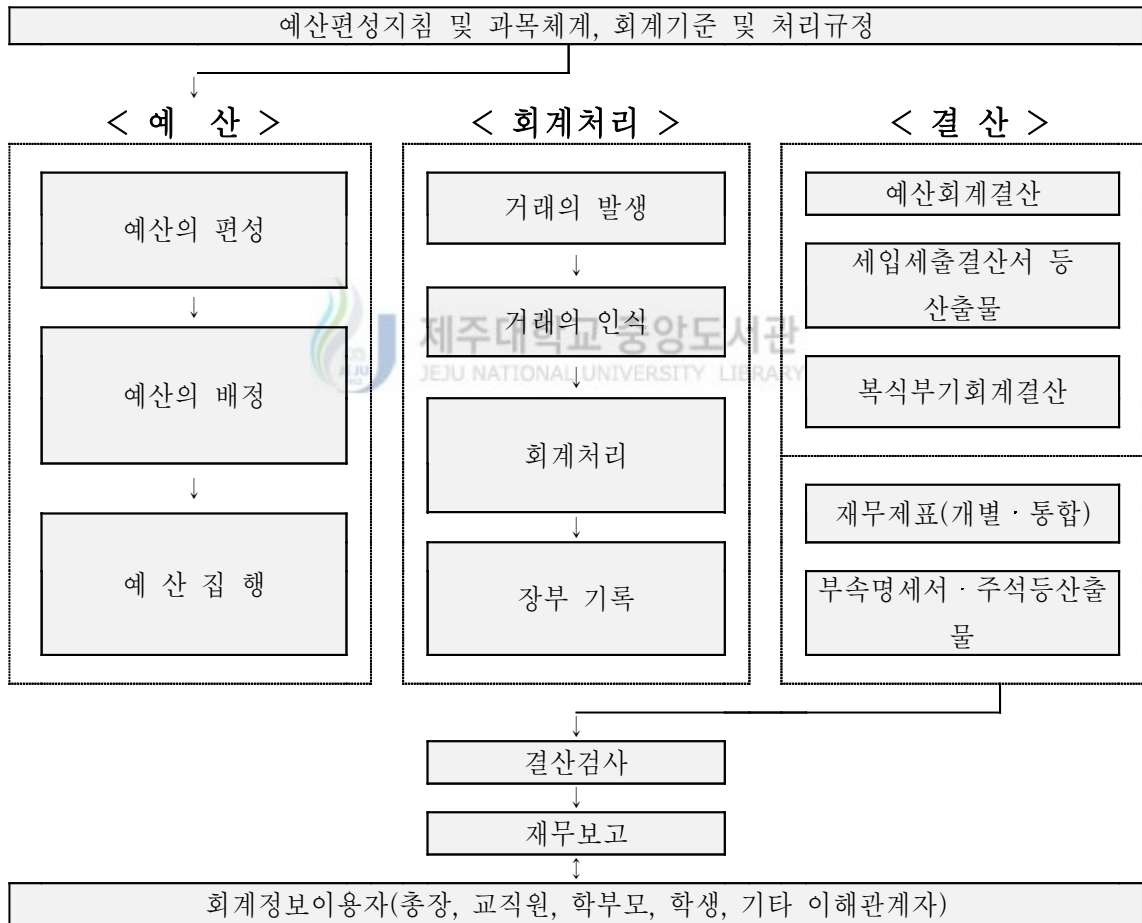 예산편성지침 및 과목체계, 회계기준 및 처리규정
↓
< 예 산 >
예산의 편성
↓
예산의 배정
↓
예 산 집 행
< 회계처리 >
거래의 발생
↓
거래의 인식
↓
회계처리
↓
장부 기록
< 결 산 >
예산회계결산
세입세출결산서 등
산출물
복식부기회계결산
재무제표(개별 · 통합)
부속명세서 · 주석등산출
물
제주대학교 중앙도서관
JEJU NATIONAL UNIVERSITY LIBRARY
↓
결산검사
↓
재무보고
↕
회계정보이용자(총장, 교직원, 학부모, 학생, 기타 이해관계자)